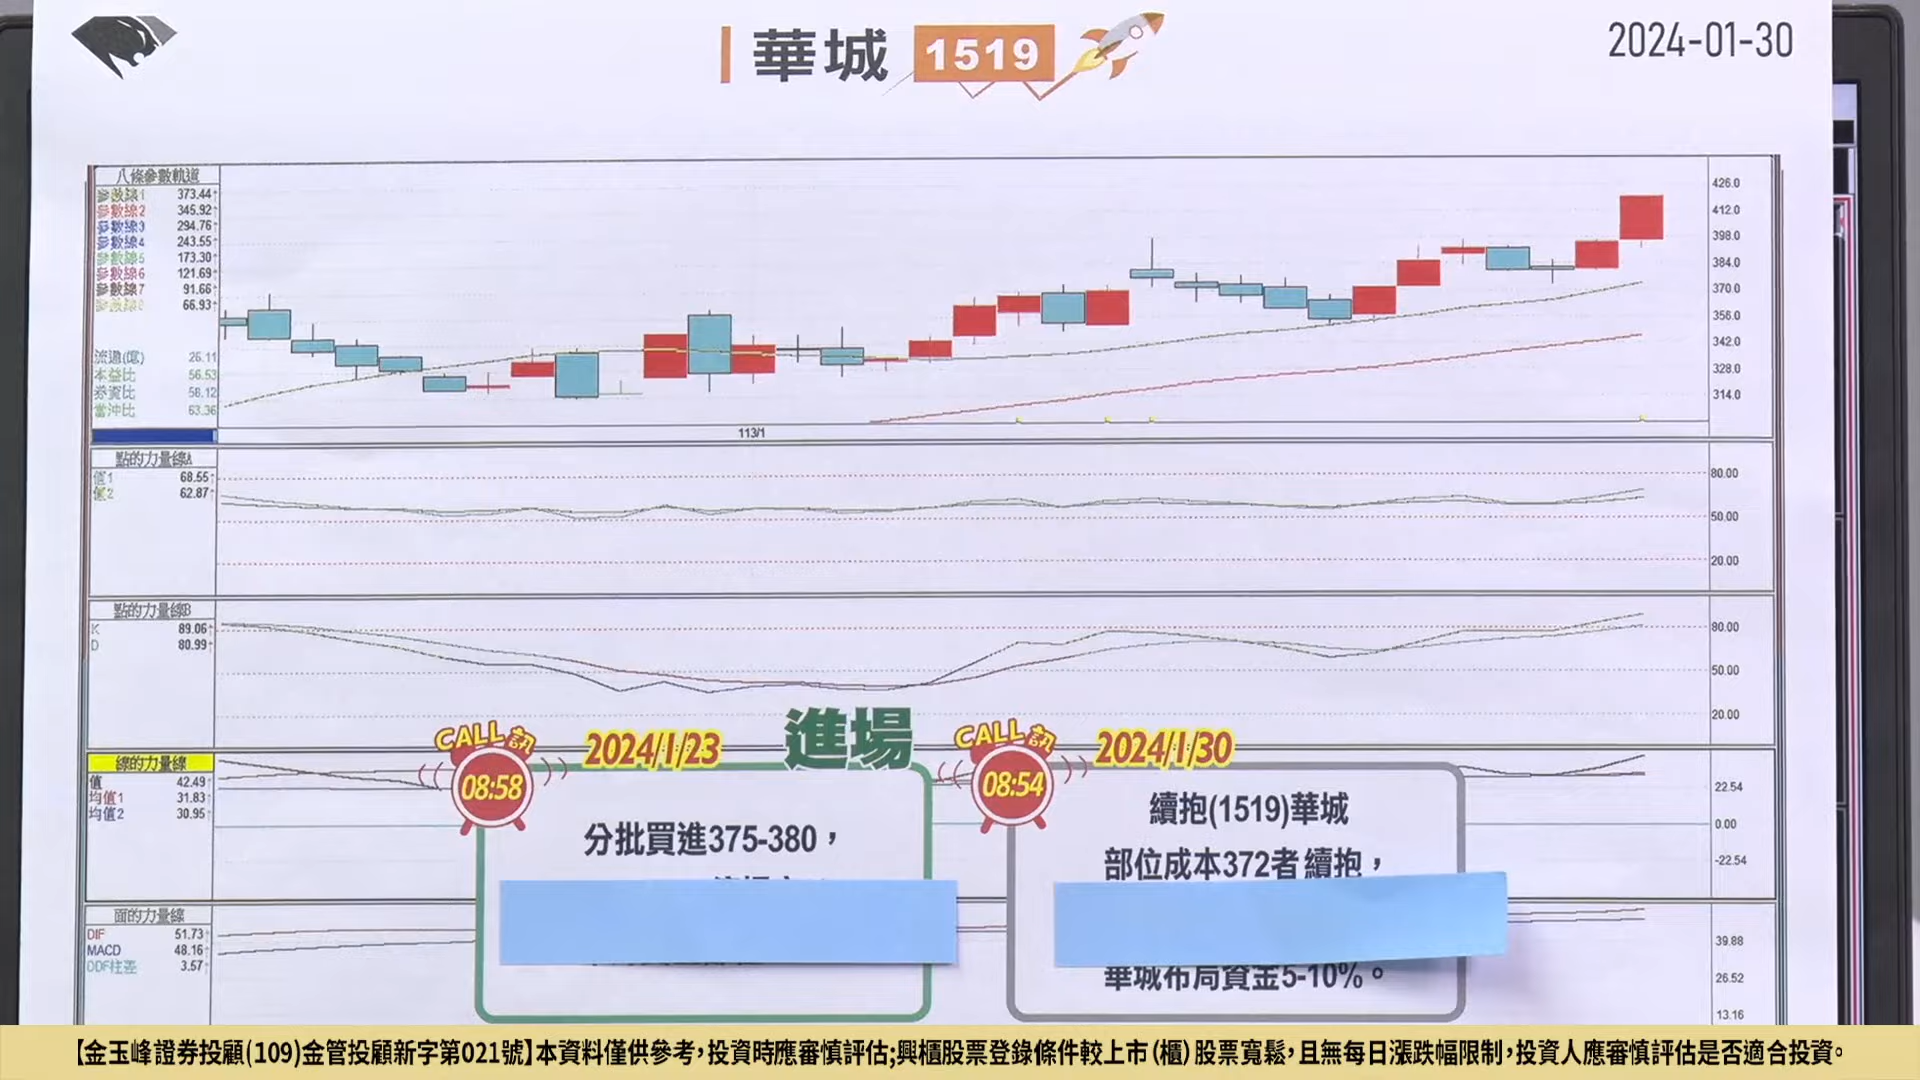 華城 1519
2024-01-30
八條參數軌道
參數線1 373.44
參數線2 345.92
參數線3 294.76
參數線4 243.55
參數線5 173.30
參數線6 121.69
參數線7 91.66
66.93
26.11
本益比 56.53
券資比 58.12
當沖比 63.36
426.0
412.0
398.0
384.0
370.0
356.0
342.0
328.0
314.0
113/1
點的力量線A
值1 68.55
值2 62.87
80.00
50.00
20.00
點的力量線B
K 89.06
D 80.99
80.00
50.00
20.00
線的力量線
值 42.49
均值1 31.83
均值2 30.95
22.54
0.00
-22.54
面的力量線
DIF 51.73
MACD 48.16
3.57
39.88
26.52
13.16
CALL訊
08:58
2024/1/23
進場
分批買進375-380，
CALL訊
08:54
2024/1/30
續抱(1519)華城
部位成本372者續抱，
華城布局資金5-10%。
【金玉峰證券投顧(109)金管投顧新字第021號】本資料僅供參考，投資時應審慎評估;興櫃股票登錄條件較上市(櫃)股票寬鬆，且無每日漲跌幅限制，投資人應審慎評估是否適合投資。